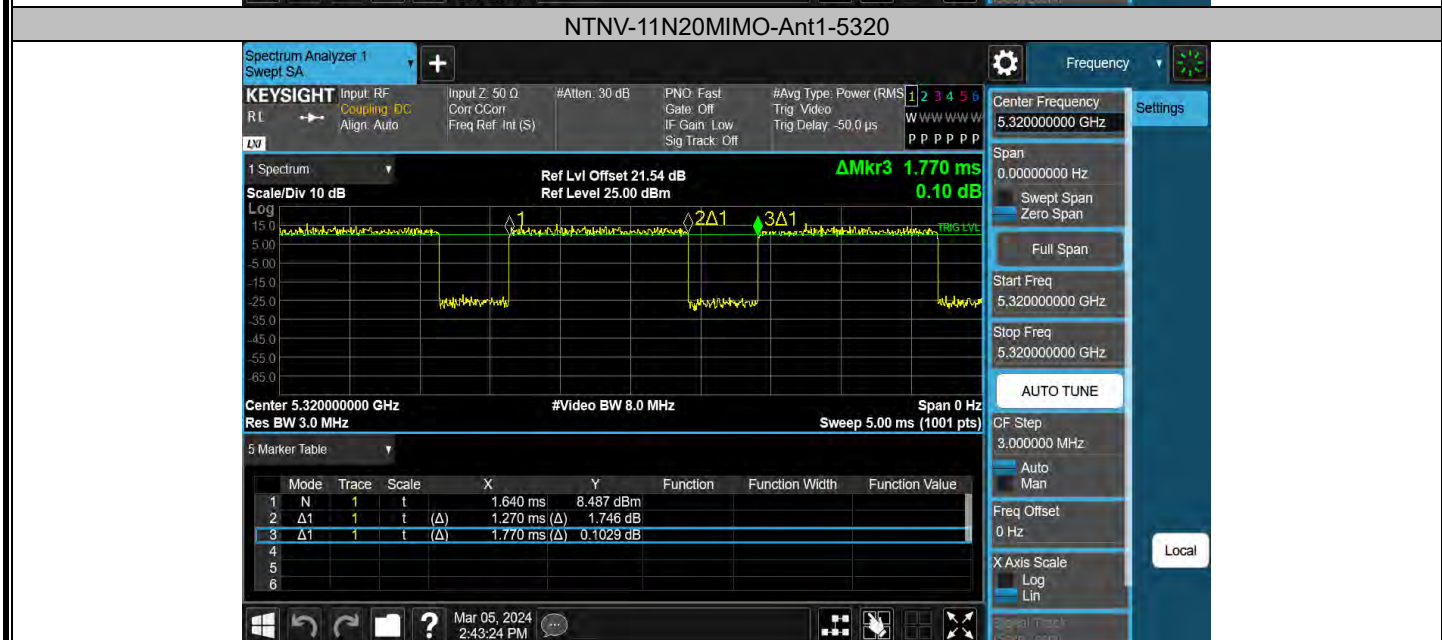 NTNV-11N20MIMO-Ant1-5320
Spectrum Analyzer 1
Swept SA
+
Frequency
KEYSIGHT
Input: RF
Input Z: 50 Ω
#Atten: 30 dB
PNO: Fast
#Avg Type: Power (RMS
1 2 3 4 5 6
RL
Coupling: DC
Corr CCorr
Gate: Off
Trig: Video
W W W W W W
Align: Auto
Freq Ref: Int (S)
IF Gain: Low
Trig Delay: -50.0 µs
Sig Track: Off
P P P P P P
LXI
Center Frequency
5.320000000 GHz
Settings
Span
0.00000000 Hz
Swept Span
Zero Span
Full Span
Start Freq
5.320000000 GHz
Stop Freq
5.320000000 GHz
AUTO TUNE
CF Step
3.000000 MHz
Auto
Man
Freq Offset
0 Hz
X Axis Scale
Log
Lin
Signal Track
Local
1 Spectrum
Ref Lvl Offset 21.54 dB
ΔMkr3 1.770 ms
Scale/Div 10 dB
Ref Level 25.00 dBm
0.10 dB
Log
1
2Δ1
3Δ1
TRIG LVL
15.0
5.00
-5.00
-15.0
-25.0
-35.0
-45.0
-55.0
-65.0
Center 5.320000000 GHz
#Video BW 8.0 MHz
Span 0 Hz
Res BW 3.0 MHz
Sweep 5.00 ms (1001 pts)
5 Marker Table
Mode Trace Scale X Y Function Function Width Function Value
1 N 1 t 1.640 ms 8.487 dBm
2 Δ1 1 t (Δ) 1.270 ms (Δ) 1.746 dB
3 Δ1 1 t (Δ) 1.770 ms (Δ) 0.1029 dB
4
5
6
?
Mar 05, 2024
2:43:24 PM